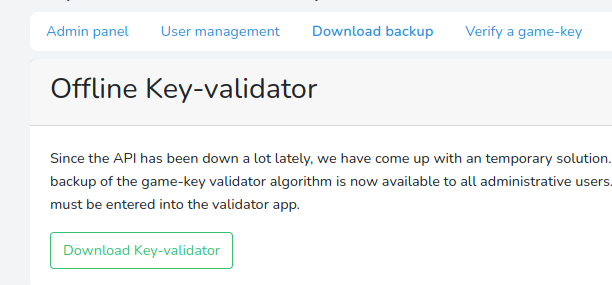 Admin panel User management Download backup Verify a game-key
Offline Key-validator
Since the API has been down a lot lately, we have come up with an temporary solution.
backup of the game-key validator algorithm is now available to all administrative users.
must be entered into the validator app.
Download Key-validator